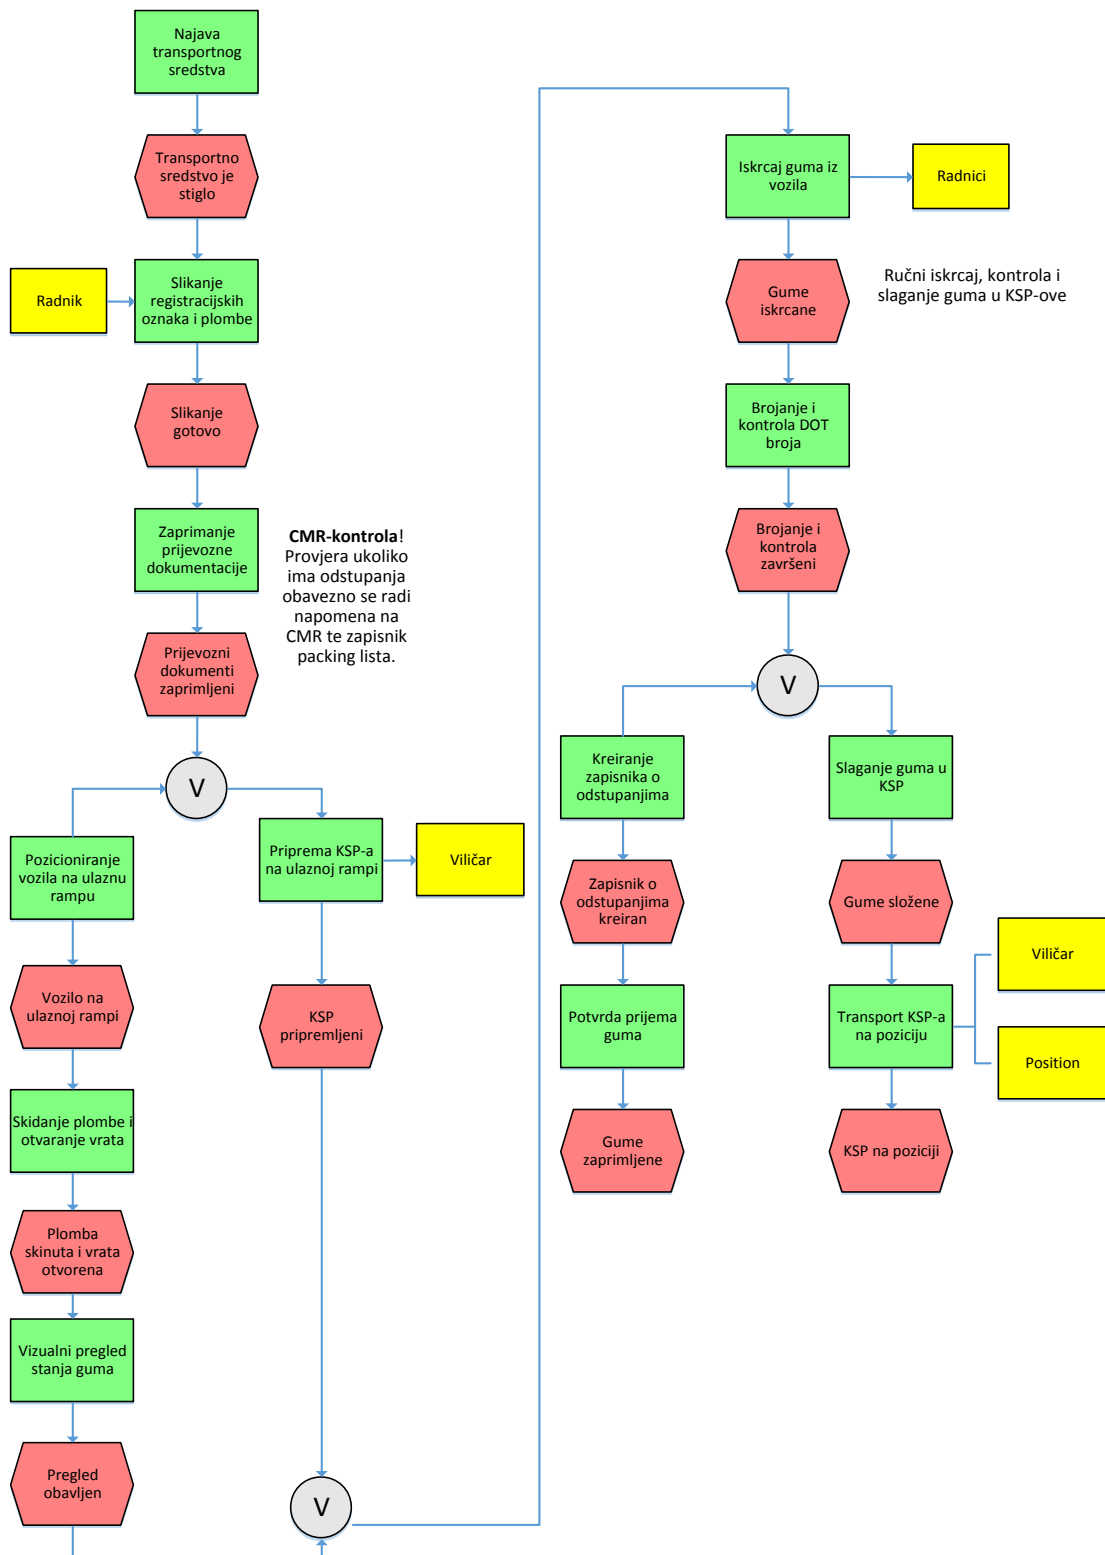 Najava
transportnog
sredstva
Transportno
sredstvo je
stiglo
Radnik
Slikanje
registracijskih
oznaka i plombe
Slikanje
gotovo
Zaprimanje
prijevozne
dokumentacije
CMR-kontrola!
Provjera ukoliko
ima odstupanja
obavezno se radi
napomena na
CMR te zapisnik
packing lista.
Prijevozni
dokumenti
zaprimljeni
V
Pozicioniranje
vozila na ulaznu
rampu
Priprema KSP-a
na ulaznoj rampi
Viličar
Vozilo na
ulaznoj rampi
KSP
pripremljeni
Skidanje plombe i
otvaranje vrata
Plomba
skinuta i vrata
otvorena
Vizualni pregled
stanja guma
Pregled
obavljen
V
Iskrcaj guma iz
vozila
Radnici
Gume
iskrcane
Ručni iskrcaj, kontrola i
slaganje guma u KSP-ove
Brojanje i
kontrola DOT
broja
Brojanje i
kontrola
završeni
V
Kreiranje
zapisnika o
odstupanjima
Slaganje guma u
KSP
Zapisnik o
odstupanjima
kreiran
Gume složene
Potvrda prijema
guma
Transport KSP-a
na poziciju
Viličar
Position
Gume
zaprimljene
KSP na poziciji